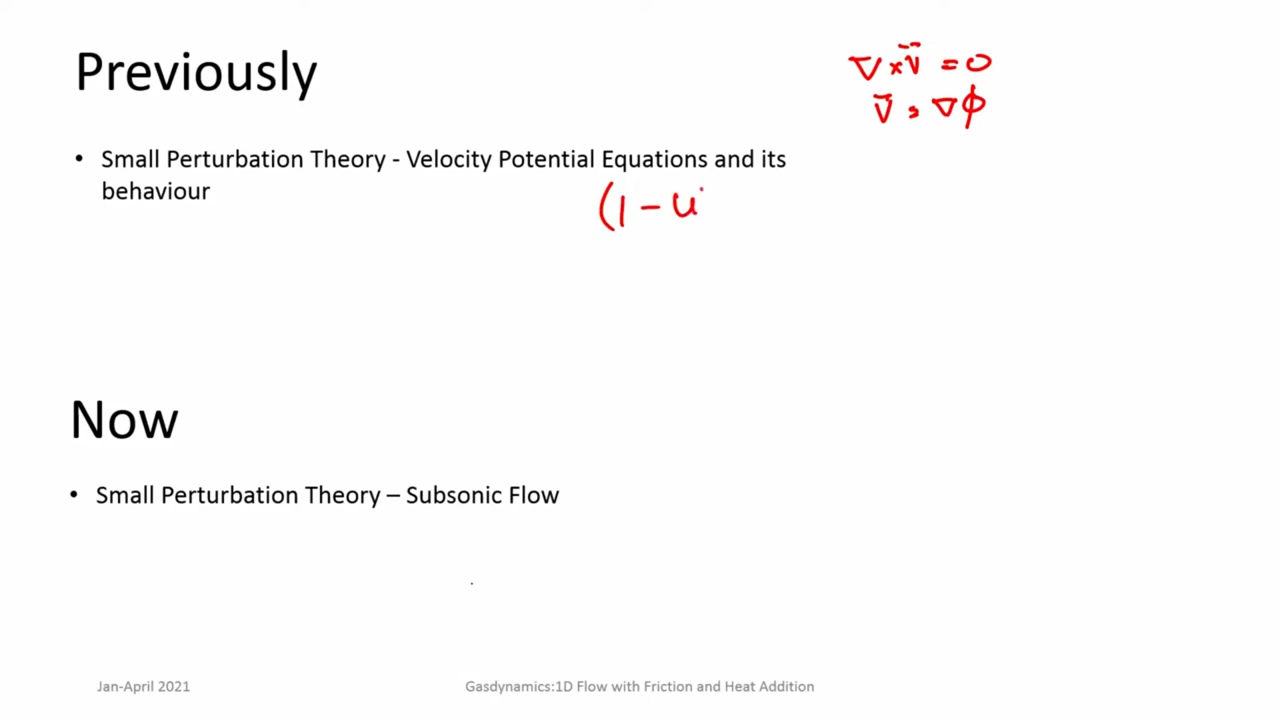 Previously
∇ × V̄ = 0
V̄ = ∇ϕ
• Small Perturbation Theory - Velocity Potential Equations and its
behaviour
(1 - u
Now
• Small Perturbation Theory – Subsonic Flow
Jan-April 2021
Gasdynamics:1D Flow with Friction and Heat Addition